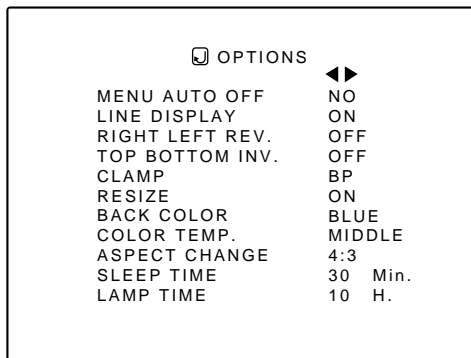 OPTIONS
MENU AUTO OFF NO
LINE DISPLAY ON
RIGHT LEFT REV. OFF
TOP BOTTOM INV. OFF
CLAMP BP
RESIZE ON
BACK COLOR BLUE
COLOR TEMP. MIDDLE
ASPECT CHANGE 4:3
SLEEP TIME 30 Min.
LAMP TIME 10 H.